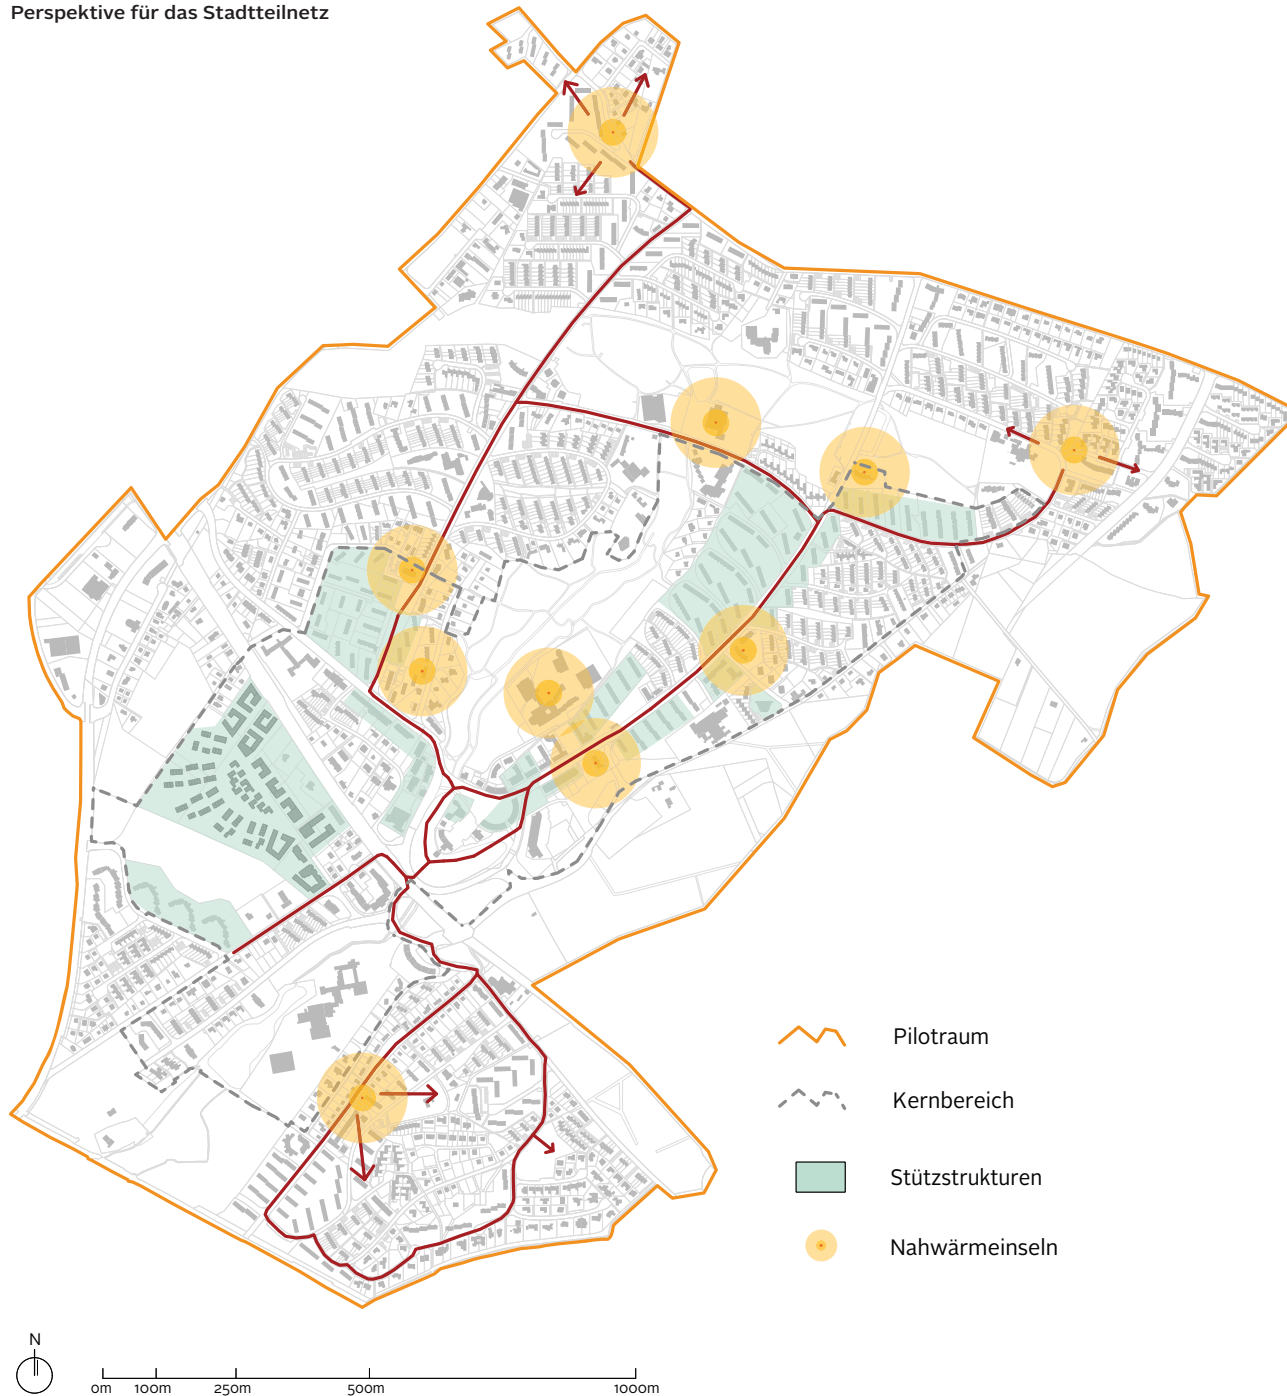 Perspektive für das Stadtteilnetz
Pilotraum
Kernbereich
Stützstrukturen
Nahwärmeinseln
N
0m 100m 250m 500m 1000m